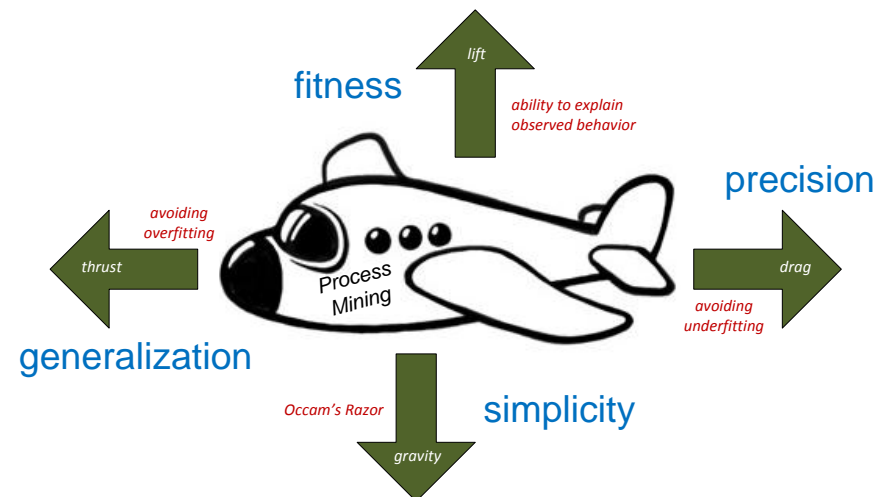 lift
fitness
ability to explain
observed behavior
precision
avoiding
overfitting
thrust
Process
Mining
drag
avoiding
underfitting
generalization
Occam's Razor
simplicity
gravity